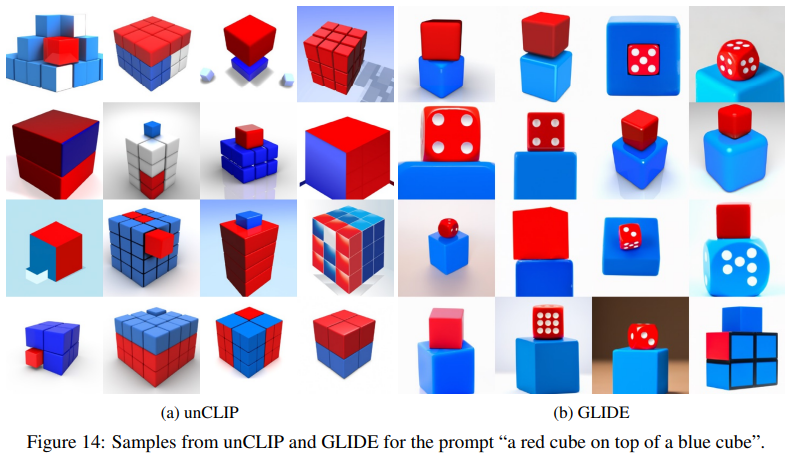 (a) unCLIP
(b) GLIDE
Figure 14: Samples from unCLIP and GLIDE for the prompt “a red cube on top of a blue cube”.